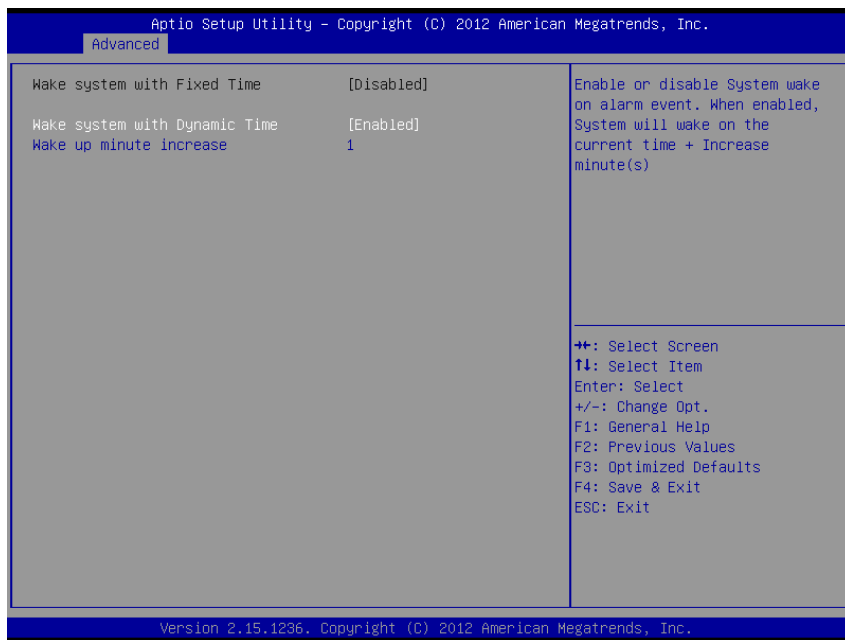 Aptio Setup Utility – Copyright (C) 2012 American Megatrends, Inc.
Advanced
Wake system with Fixed Time [Disabled]
Wake system with Dynamic Time [Enabled]
Wake up minute increase 1
Enable or disable System wake
on alarm event. When enabled,
System will wake on the
current time + Increase
minute(s)
→←: Select Screen
↑↓: Select Item
Enter: Select
+/-: Change Opt.
F1: General Help
F2: Previous Values
F3: Optimized Defaults
F4: Save & Exit
ESC: Exit
Version 2.15.1236. Copyright (C) 2012 American Megatrends, Inc.